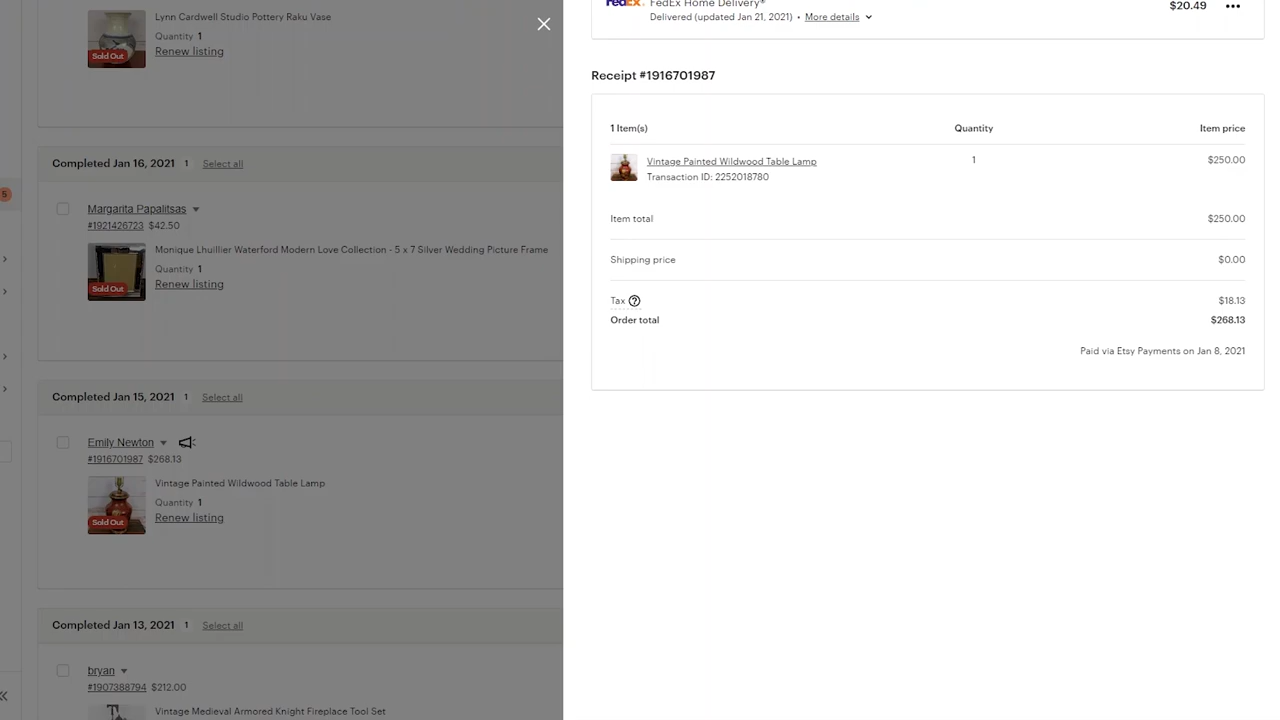 Lynn Cardwell Studio Pottery Raku Vase
Quantity 1
Sold Out
Renew listing
Completed Jan 16, 2021 1 Select all
5
Margarita Papalitsas
#1921426723 $42.50
Monique Lhuillier Waterford Modern Love Collection - 5 x 7 Silver Wedding Picture Frame
Quantity 1
Sold Out
Renew listing
Completed Jan 15, 2021 1 Select all
Emily Newton
#1916701987 $268.13
Vintage Painted Wildwood Table Lamp
Quantity 1
Sold Out
Renew listing
Completed Jan 13, 2021 1 Select all
bryan
#1907388794 $212.00
Vintage Medieval Armored Knight Fireplace Tool Set
FedEx FedEx Home Delivery® $20.49
Delivered (updated Jan 21, 2021) • More details
Receipt #1916701987
1 Item(s) Quantity Item price
Vintage Painted Wildwood Table Lamp 1 $250.00
Transaction ID: 2252018780
Item total $250.00
Shipping price $0.00
Tax ? $18.13
Order total $268.13
Paid via Etsy Payments on Jan 8, 2021